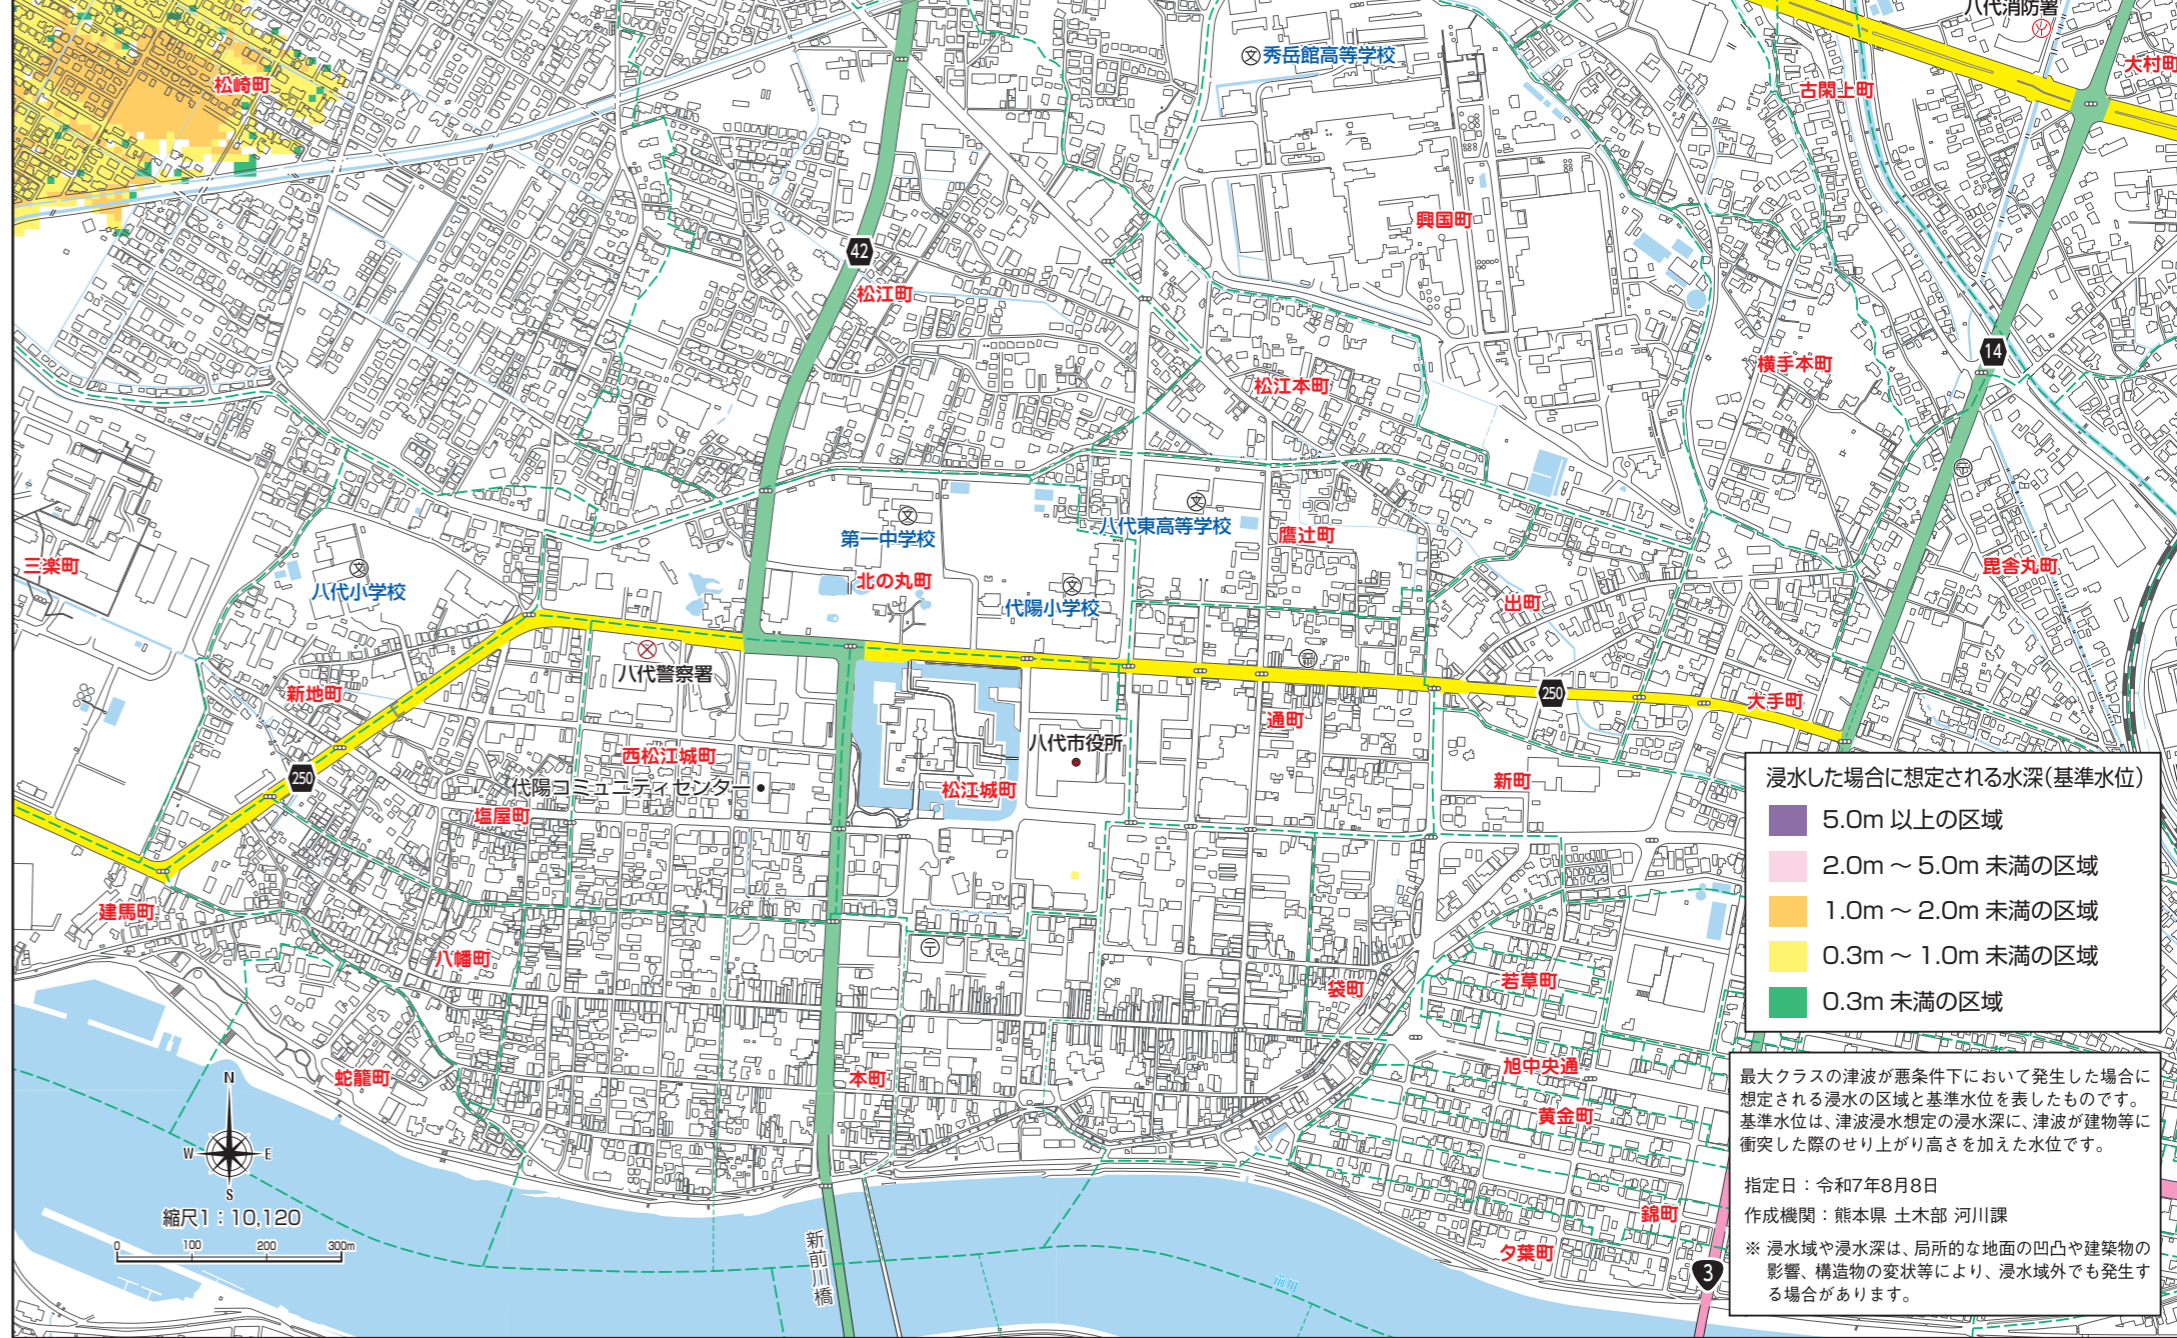 八代消防署
大村町
秀岳館高等学校
松崎町
古閑上町
興国町
42
松江町
14
横手本町
松江本町
八代東高等学校
第一中学校
鷹辻町
三楽町
北の丸町
毘舎丸町
八代小学校
代陽小学校
出町
八代警察署
新地町
250
大手町
通町
八代市役所
西松江城町
250
代陽コミュニティセンター
松江城町
新町
塩屋町
建馬町
八幡町
若草町
袋町
旭中央通
蛇籠町
本町
黄金町
錦町
夕葉町
新前川橋
前川
3
N
W E
S
縮尺1:10,120
0 100 200 300m
浸水した場合に想定される水深(基準水位)
5.0m 以上の区域
2.0m ~ 5.0m 未満の区域
1.0m ~ 2.0m 未満の区域
0.3m ~ 1.0m 未満の区域
0.3m 未満の区域
最大クラスの津波が悪条件下において発生した場合に
想定される浸水の区域と基準水位を表したものです。
基準水位は、津波浸水想定の浸水深に、津波が建物等に
衝突した際のせり上がり高さを加えた水位です。
指定日:令和7年8月8日
作成機関:熊本県 土木部 河川課
※ 浸水域や浸水深は、局所的な地面の凹凸や建築物の
影響、構造物の変状等により、浸水域外でも発生す
る場合があります。